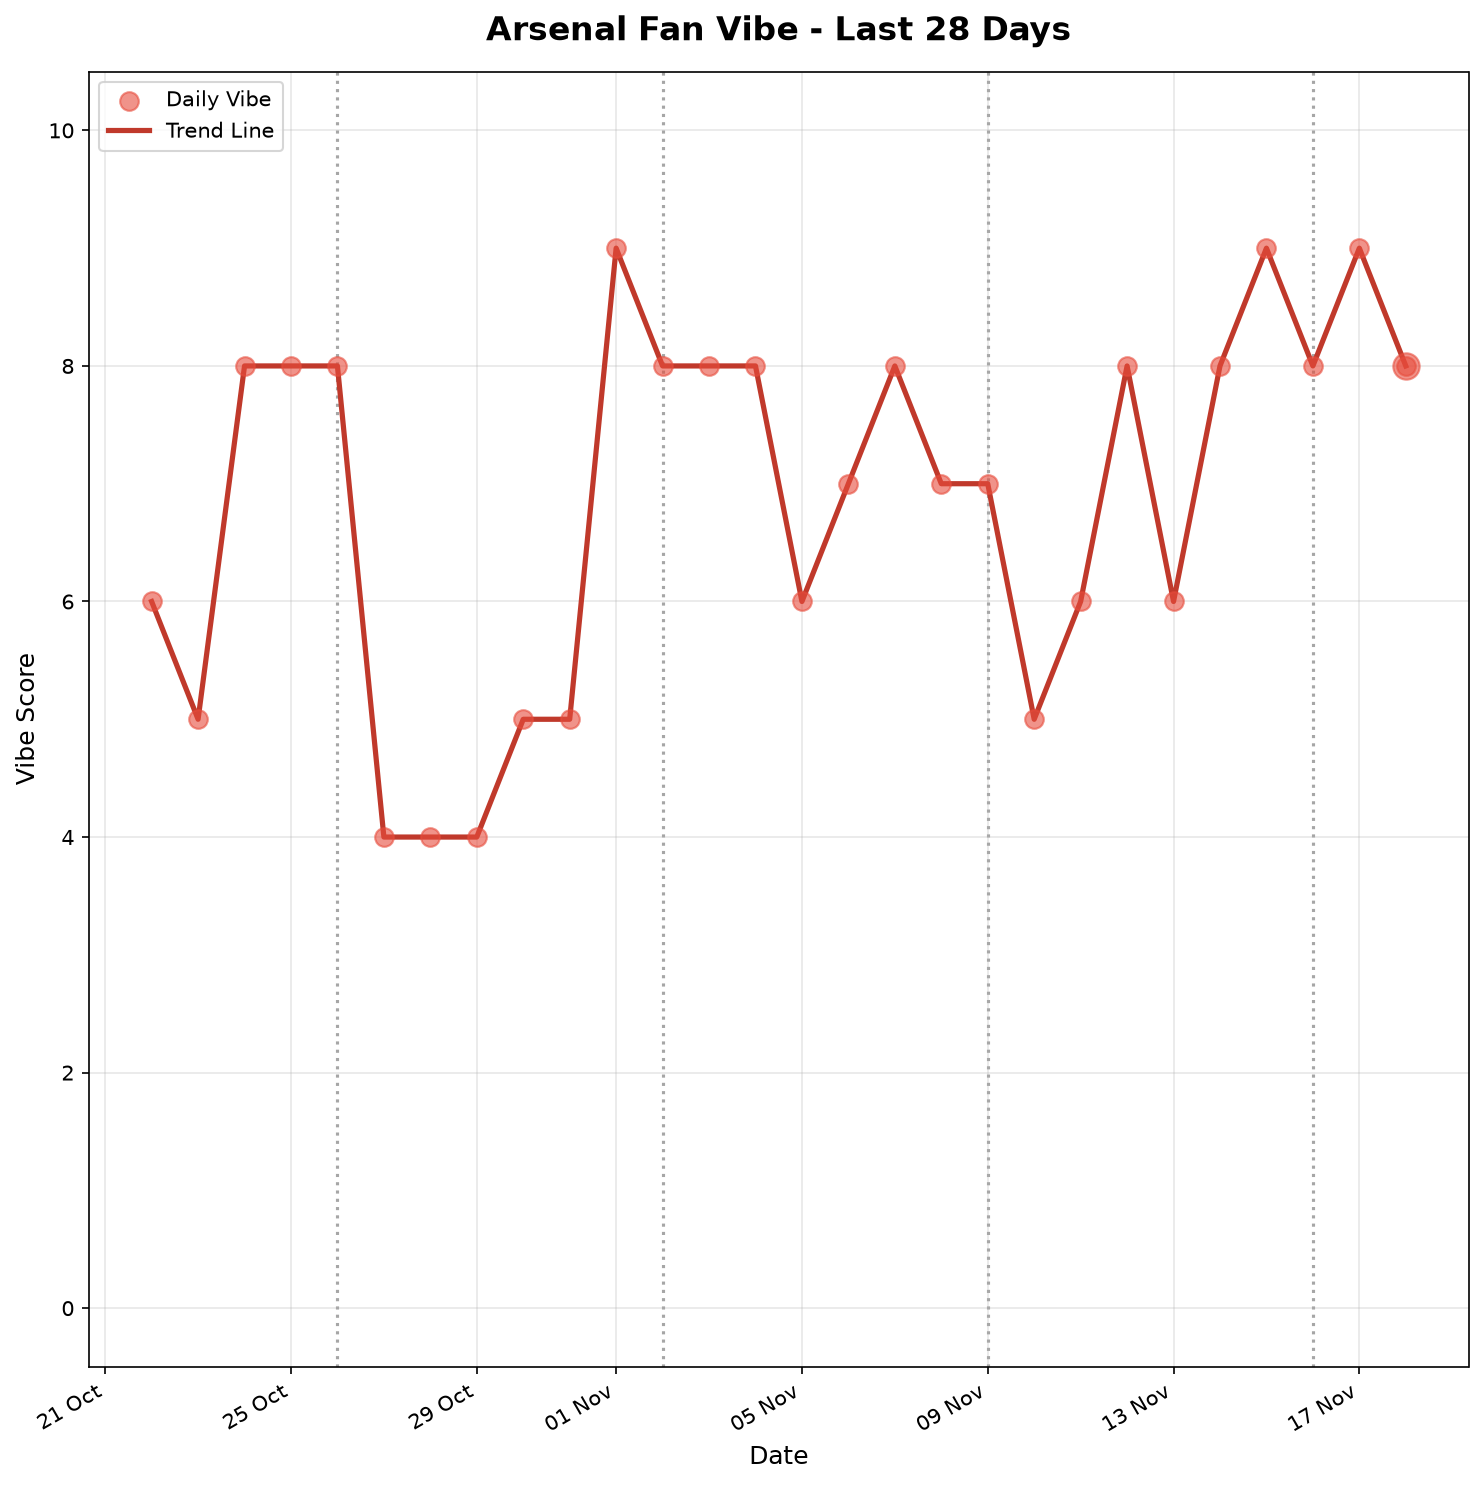 Arsenal Fan Vibe - Last 28 Days
Daily Vibe
Trend Line
10
8
6
4
2
0
Vibe Score
21 Oct
25 Oct
29 Oct
01 Nov
05 Nov
09 Nov
13 Nov
17 Nov
Date